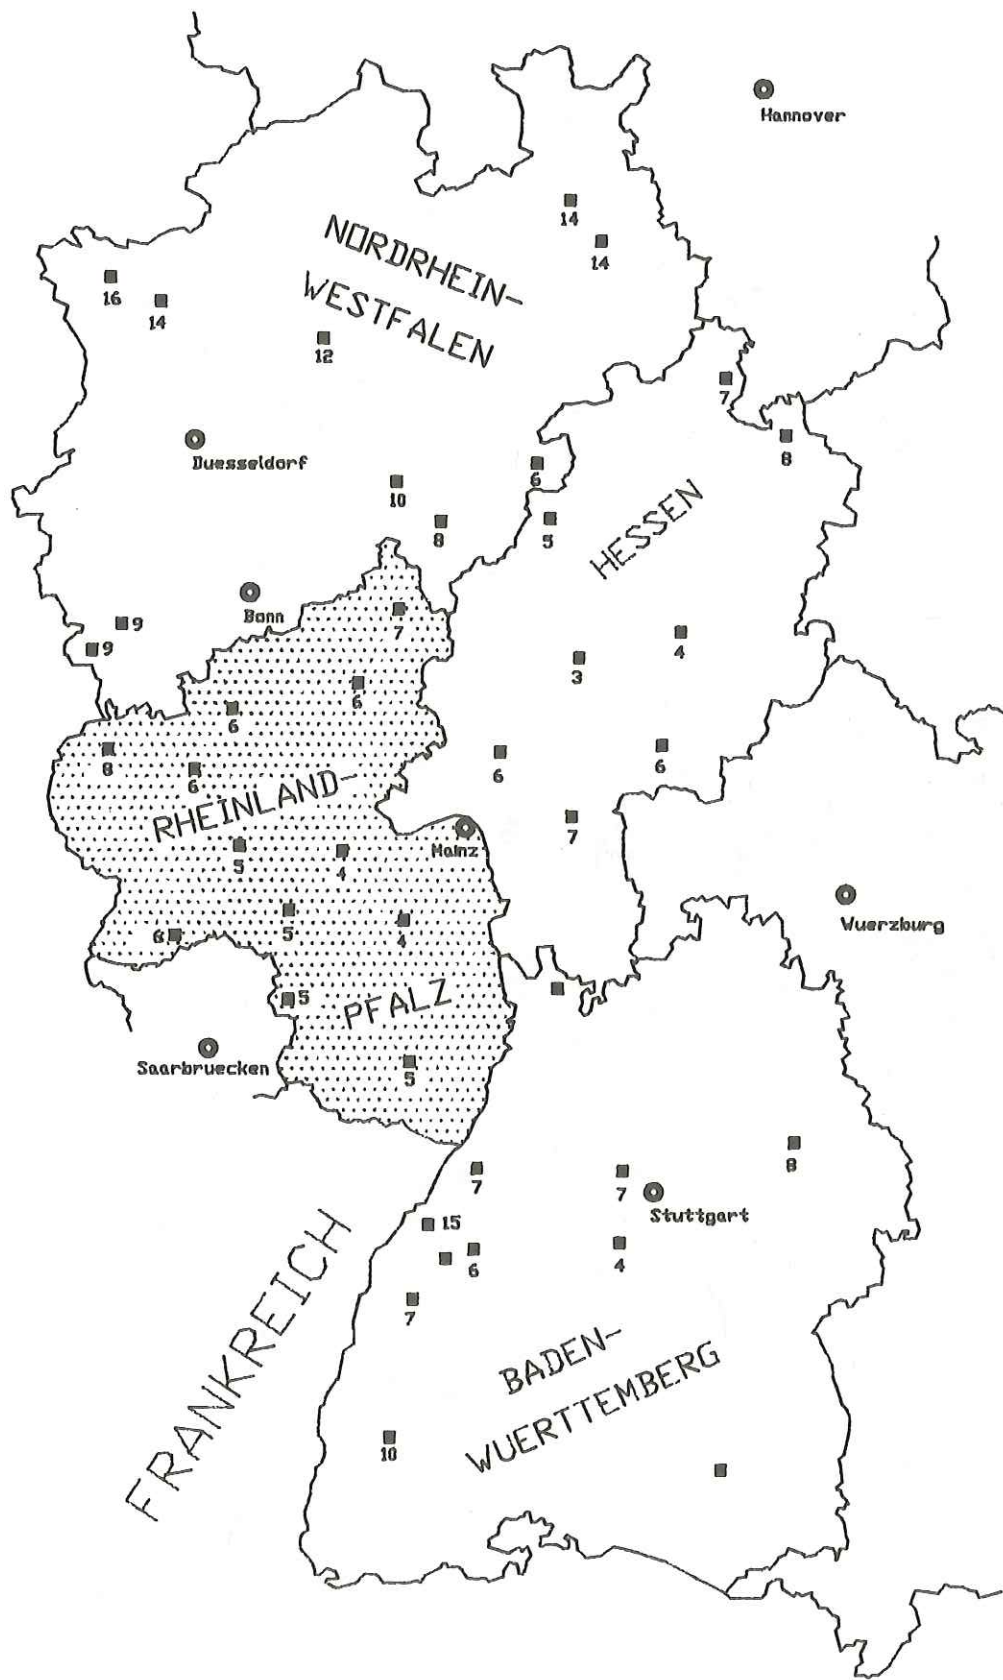 Hannover
14
NORDRHEIN-
14
16
14
WESTFALEN
12
7
8
Duesseldorf
6
10
HESSEN
5
8
Bonn
7
9
4
9
3
6
6
8
6
6
6
RHEINLAND-
7
Mainz
5
4
Wuerzburg
5
4
6
5
PFALZ
Saarbruecken
5
8
7
7
Stuttgart
15
6
4
7
FRANKREICH
BADEN-
WUERTTEMBERG
10